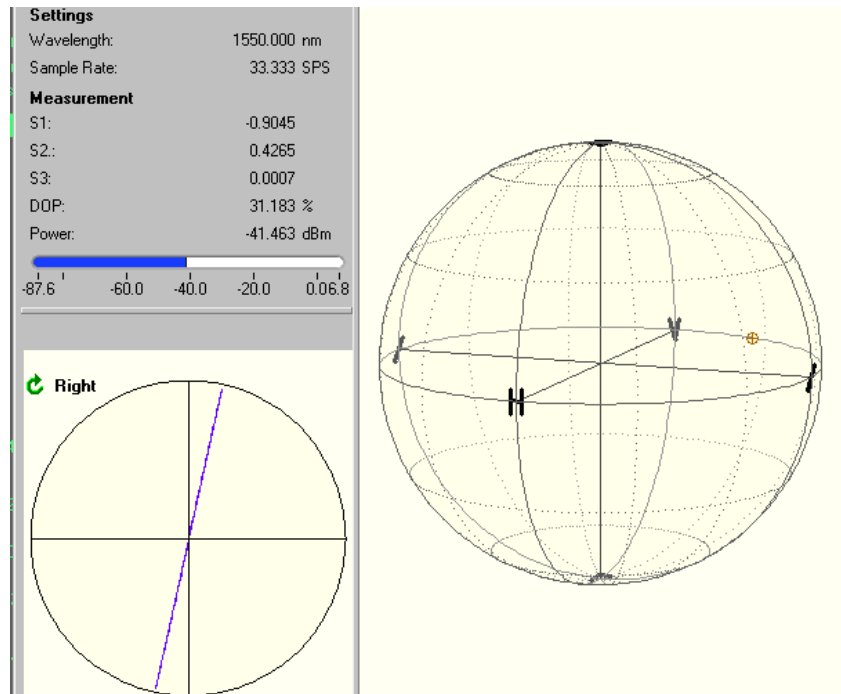 Settings
Wavelength: 1550.000 nm
Sample Rate: 33.333 SPS
Measurement
S1: -0.9045
S2.: 0.4265
S3: 0.0007
DOP: 31.183 %
Power: -41.463 dBm
-87.6 -60.0 -40.0 -20.0 0.06.8
Right
V
H